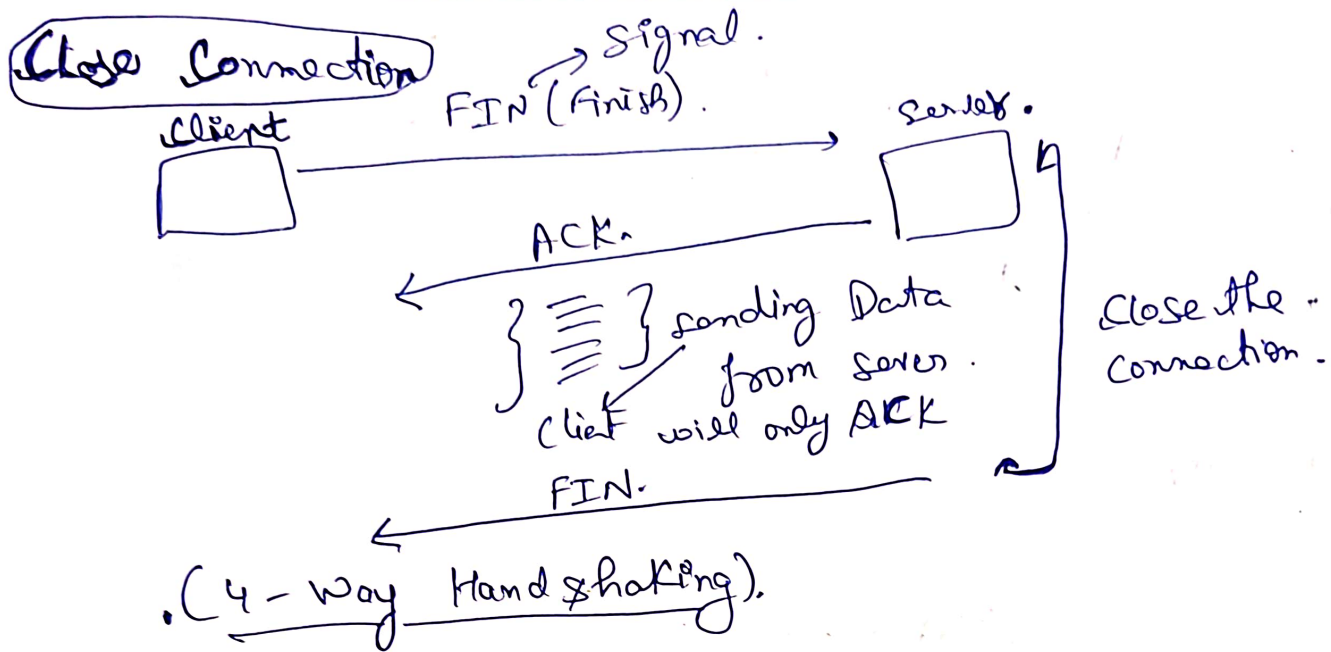 Close Connection
Signal.
FIN (Finish).
Client
Server.
ACK.
Sending Data
from Sever.
Client will only ACK
Close the
Connection.
FIN.
(4-Way Handshaking).